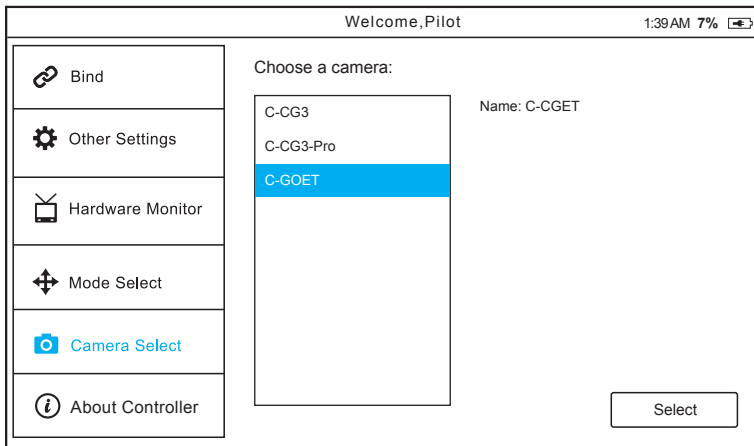 Welcome,Pilot
1:39AM 7%
Bind
Other Settings
Hardware Monitor
Mode Select
Camera Select
About Controller
Choose a camera:
C-CG3
C-CG3-Pro
C-GOET
Name: C-CGET
Select